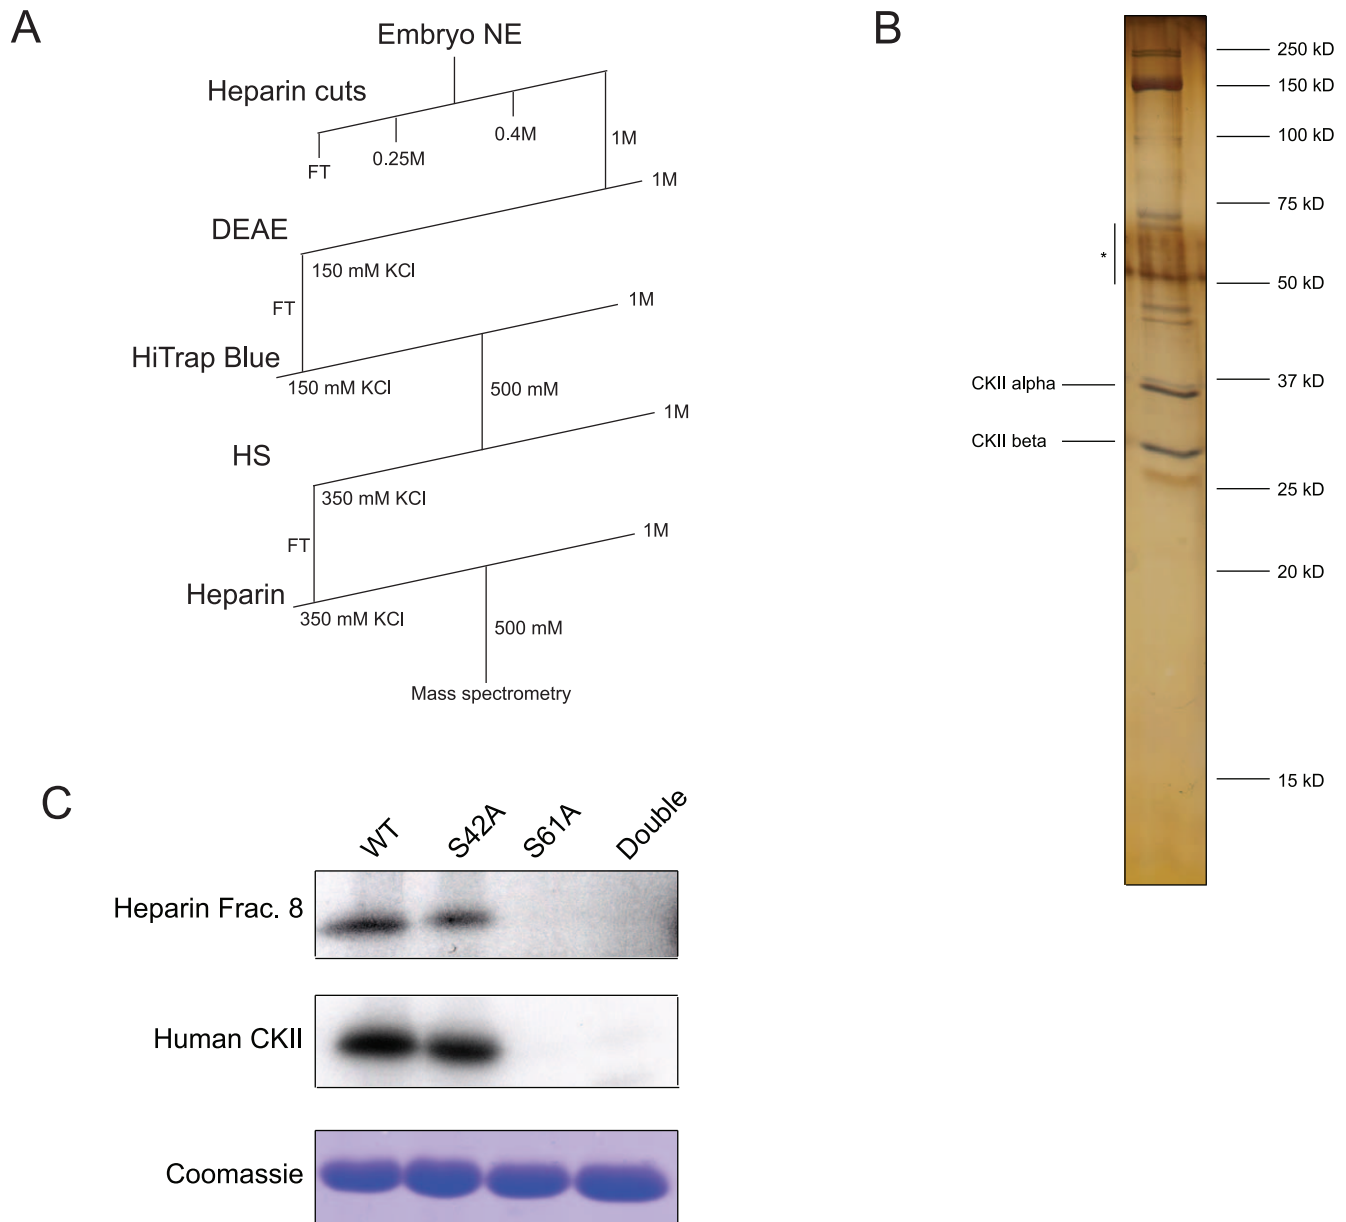 A
Embryo NE
Heparin cuts
FT
0.25M
0.4M
1M
1M
DEAE
150 mM KCl
FT
1M
HiTrap Blue
150 mM KCl
500 mM
1M
HS
350 mM KCl
FT
1M
Heparin
350 mM KCl
500 mM
Mass spectrometry
B
250 kD
150 kD
100 kD
75 kD
*
50 kD
CKII alpha
37 kD
CKII beta
25 kD
20 kD
15 kD
C
WT
S42A
S61A
Double
Heparin Frac. 8
Human CKII
Coomassie